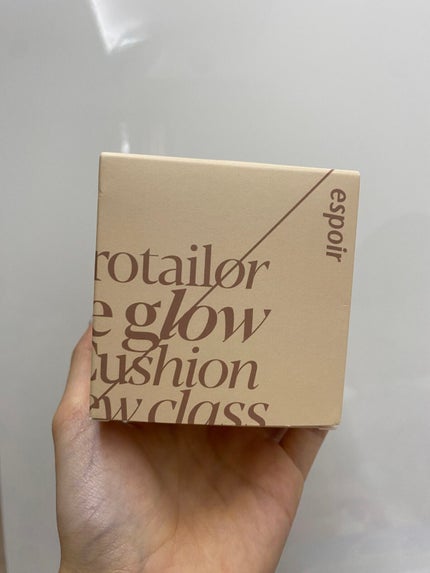 espoir
rotailor
e glow
cushion
ew class